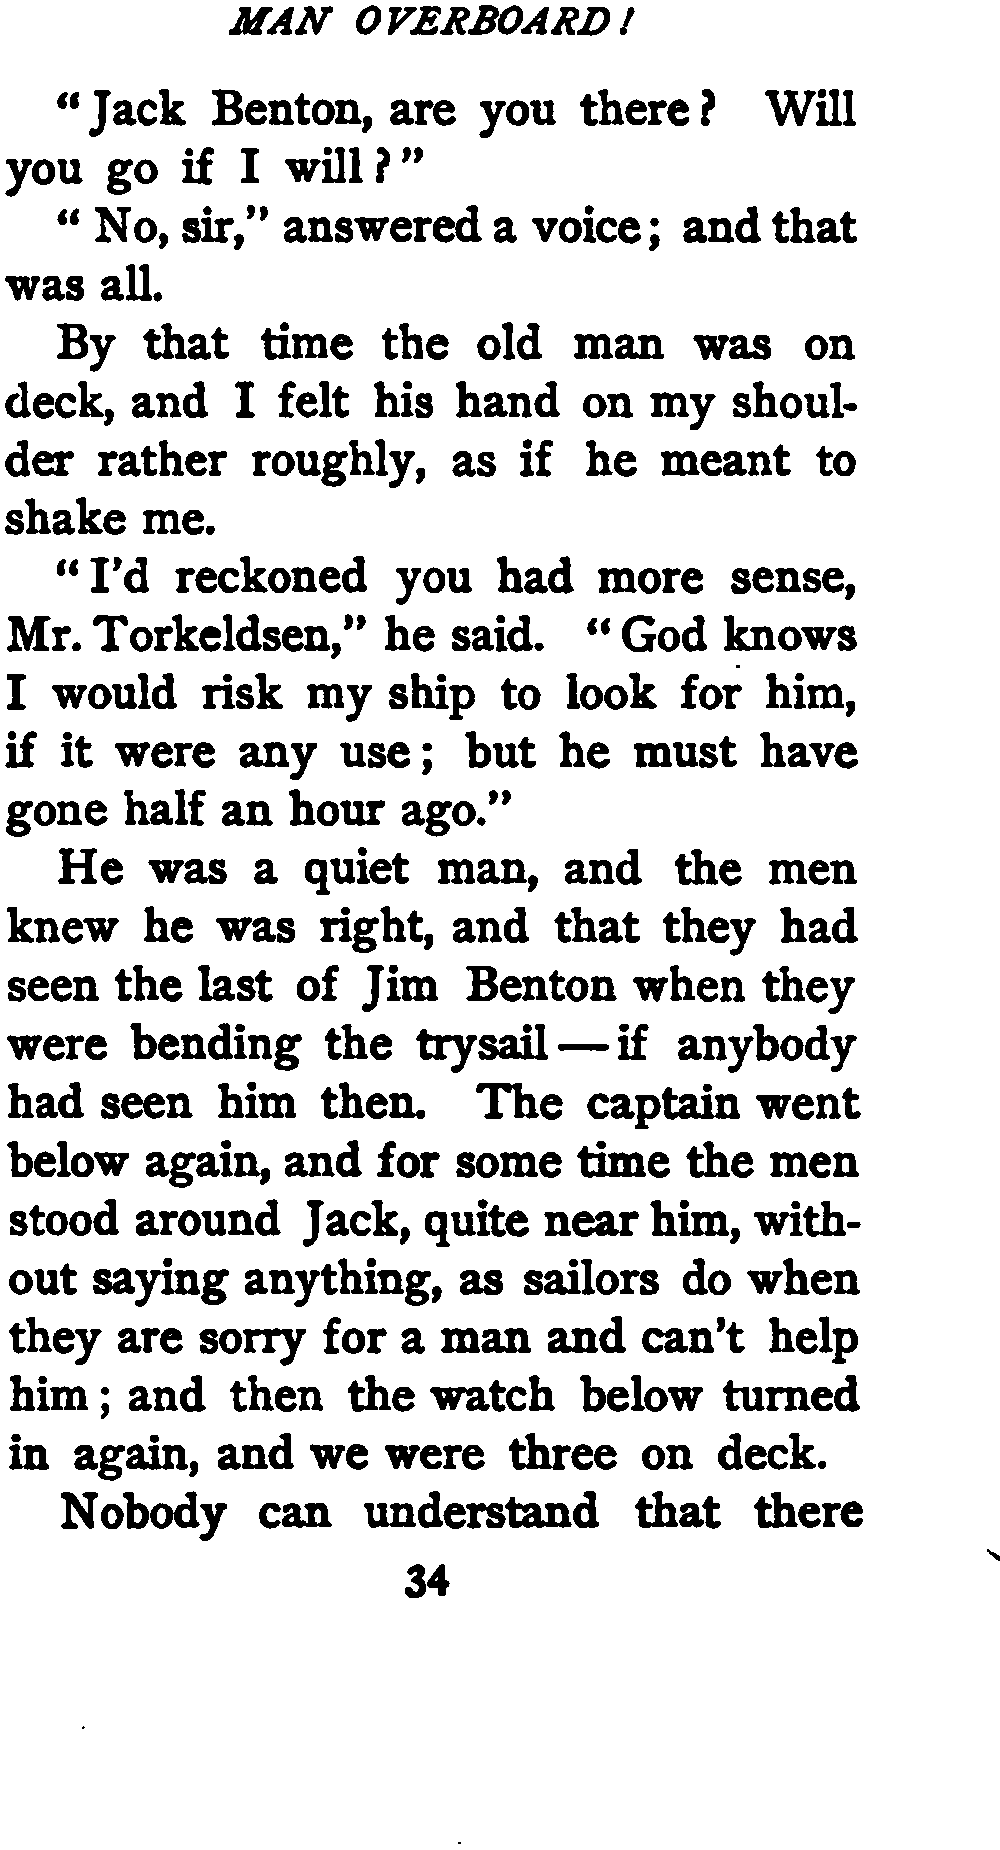 MAN OVERBOARD!
“Jack Benton, are you there? Will
you go if I will?”
“No, sir,” answered a voice; and that
was all.
By that time the old man was on
deck, and I felt his hand on my shoul-
der rather roughly, as if he meant to
shake me.
“I’d reckoned you had more sense,
Mr. Torkeldsen,” he said. “God knows
I would risk my ship to look for him,
if it were any use; but he must have
gone half an hour ago.”
He was a quiet man, and the men
knew he was right, and that they had
seen the last of Jim Benton when they
were bending the trysail—if anybody
had seen him then. The captain went
below again, and for some time the men
stood around Jack, quite near him, with-
out saying anything, as sailors do when
they are sorry for a man and can’t help
him; and then the watch below turned
in again, and we were three on deck.
Nobody can understand that there
34